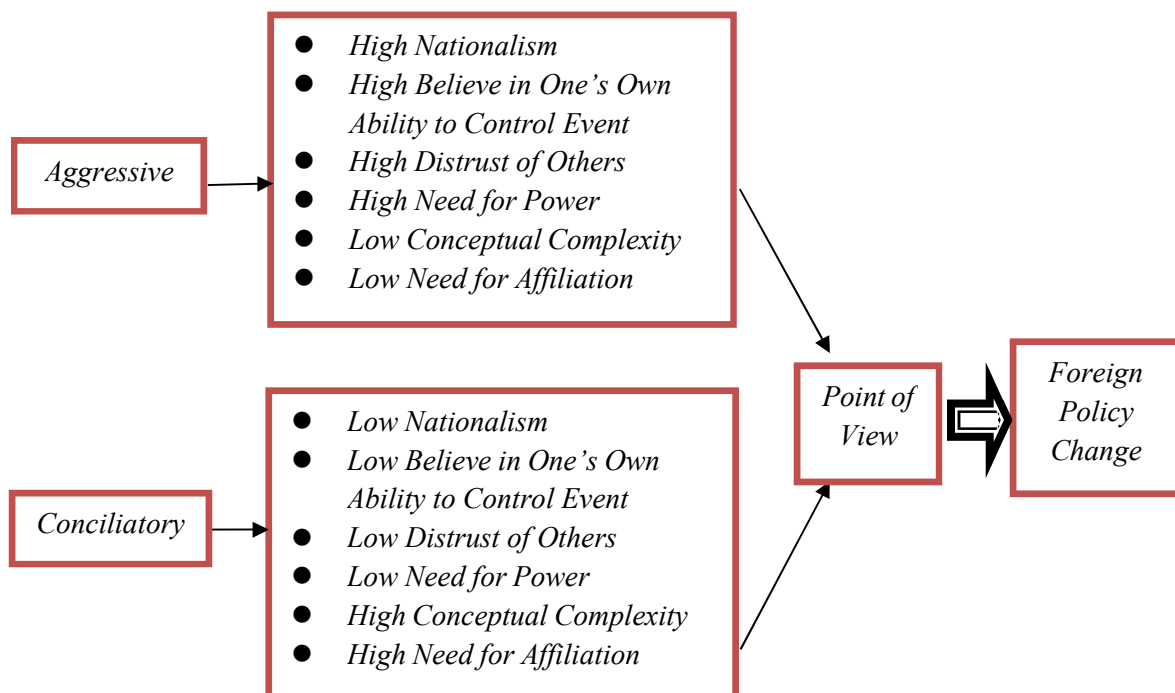 Aggressive
● High Nationalism
● High Believe in One’s Own
Ability to Control Event
● High Distrust of Others
● High Need for Power
● Low Conceptual Complexity
● Low Need for Affiliation
Conciliatory
● Low Nationalism
● Low Believe in One’s Own
Ability to Control Event
● Low Distrust of Others
● Low Need for Power
● High Conceptual Complexity
● High Need for Affiliation
Point of
View
Foreign
Policy
Change